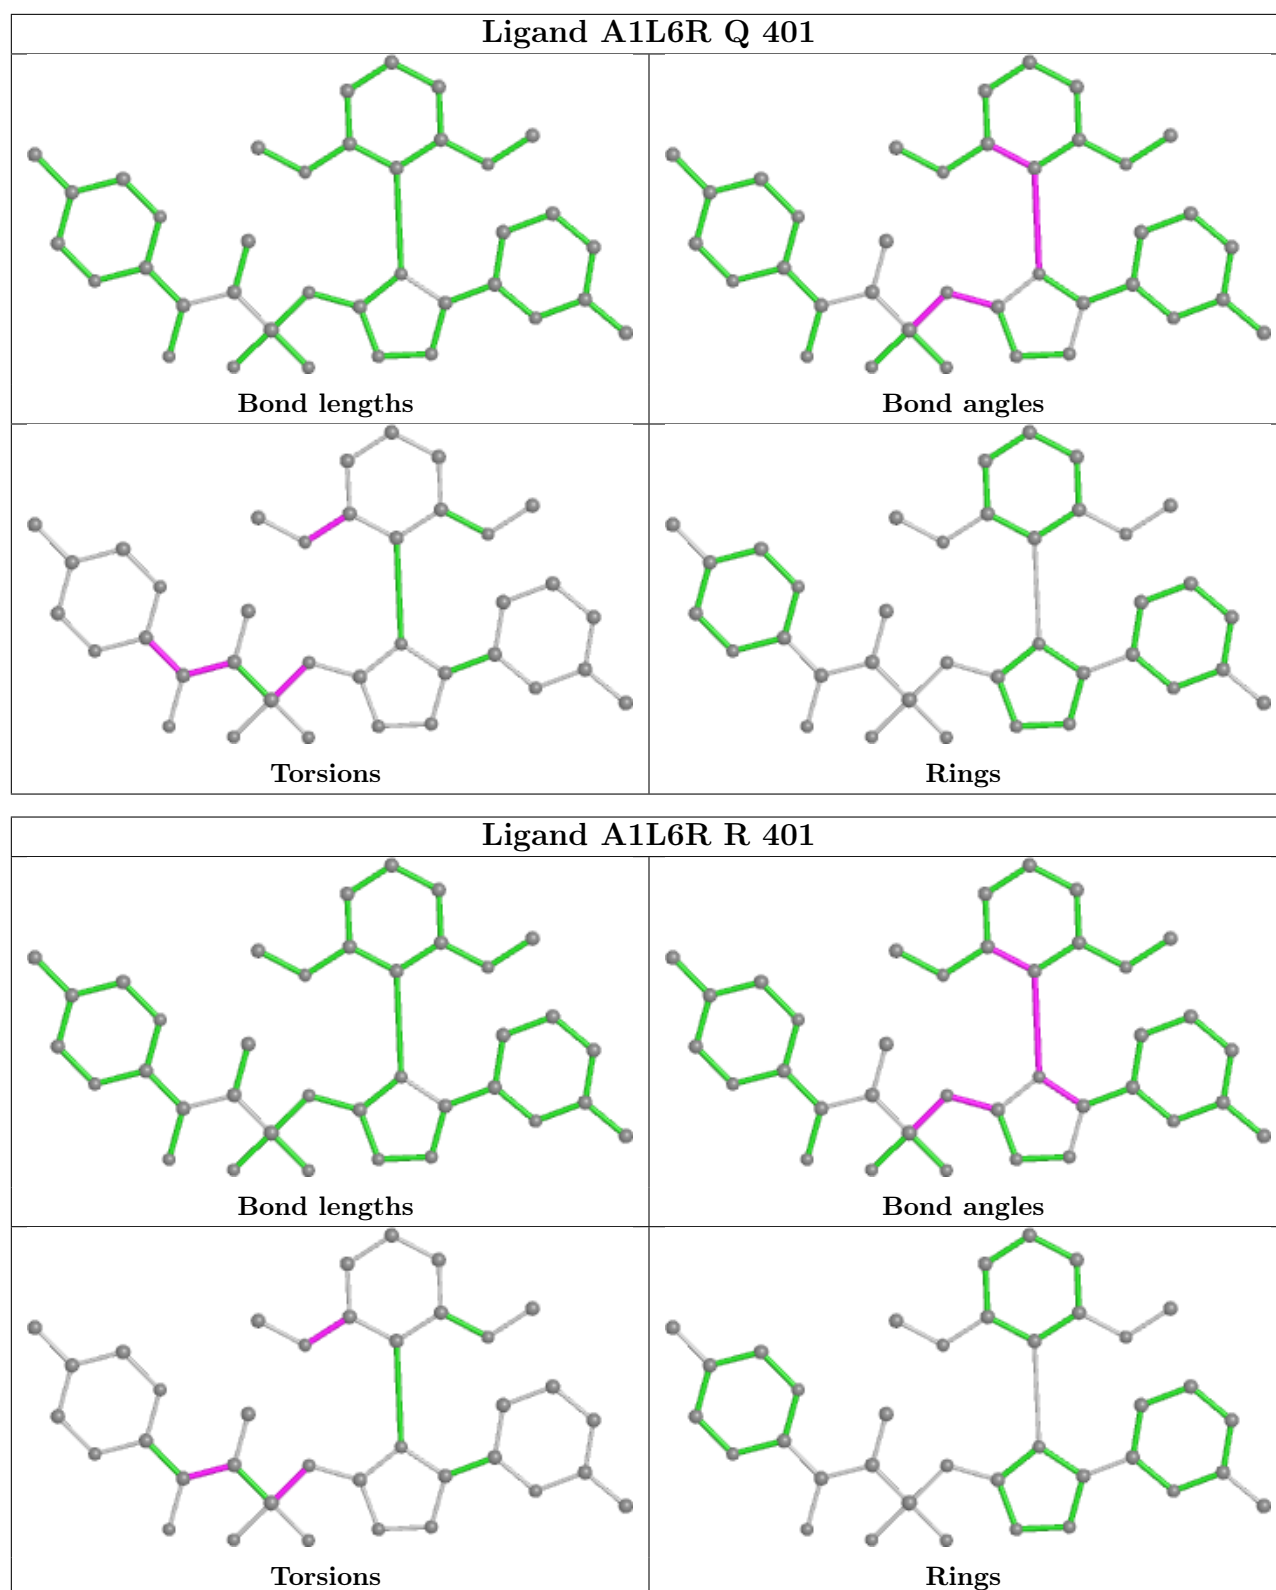 Ligand A1L6R Q 401
Bond lengths
Bond angles
Torsions
Rings
Ligand A1L6R R 401
Bond lengths
Bond angles
Torsions
Rings